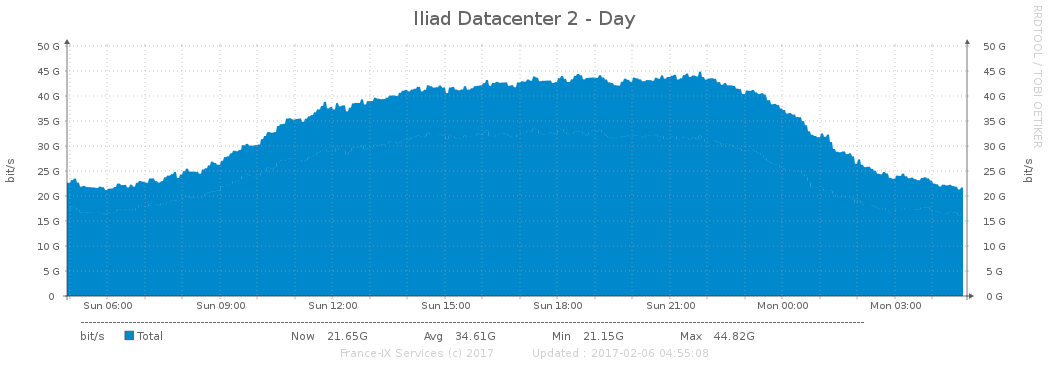 Iliad Datacenter 2 - Day
RRDTOOL / TOBI OETIKER
50 G 50 G
45 G 45 G
40 G 40 G
35 G 35 G
30 G 30 G
25 G 25 G
20 G 20 G
15 G 15 G
10 G 10 G
5 G 5 G
0 0 G
bit/s bit/s
Sun 06:00 Sun 09:00 Sun 12:00 Sun 15:00 Sun 18:00 Sun 21:00 Mon 00:00 Mon 03:00
bit/s Total Now 21.65G Avg 34.61G Min 21.15G Max 44.82G
France-IX Services (c) 2017 Updated : 2017-02-06 04:55:08